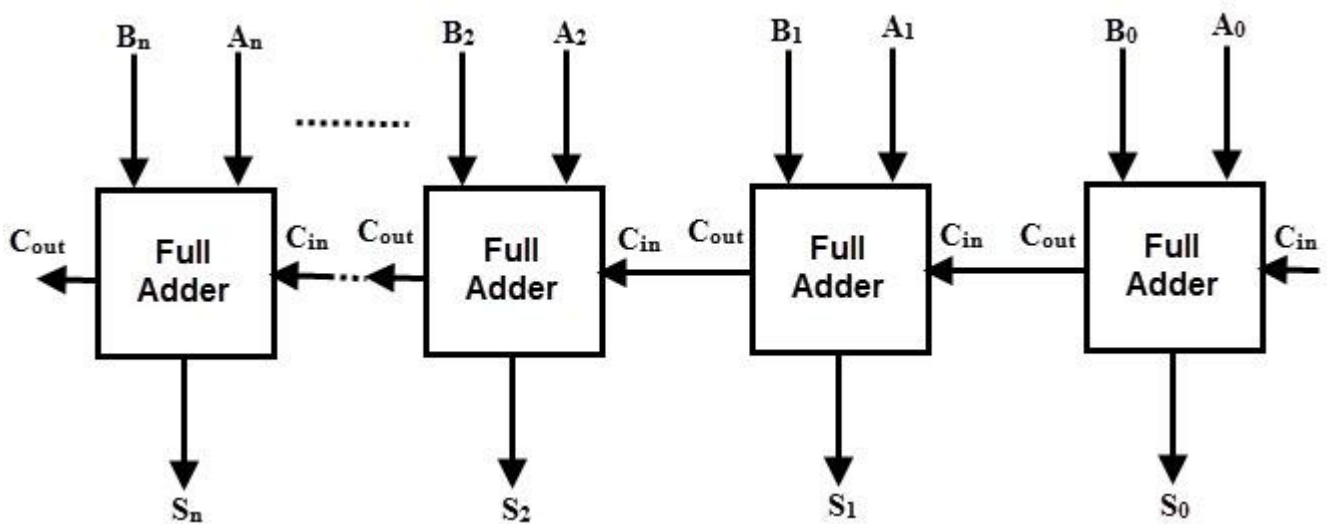 Bₙ Aₙ B₂ A₂ B₁ A₁ B₀ A₀
Cout Full Adder Cin Cout Full Adder Cin Cout Full Adder Cin Cout Full Adder Cin
Sₙ S₂ S₁ S₀